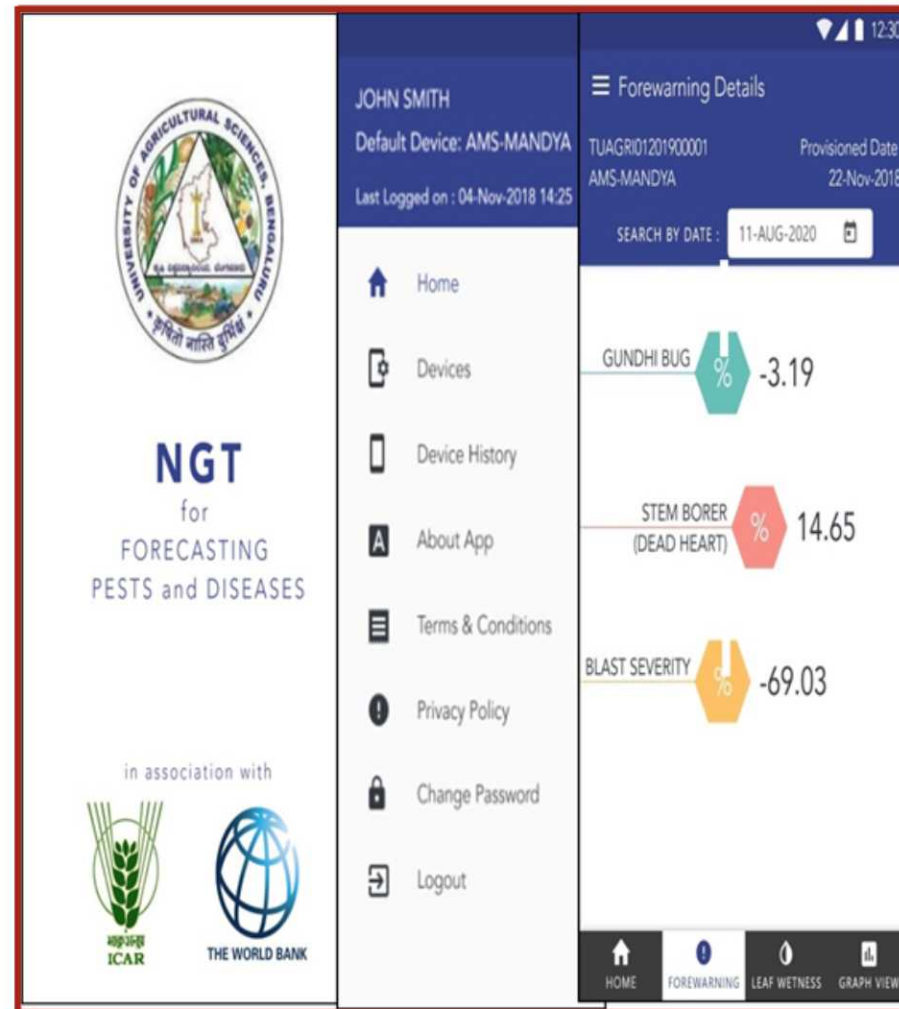 UNIVERSITY OF AGRICULTURAL SCIENCES, BENGALURU
कृषितो नास्ति दुर्भिक्षं
NGT
for
FORECASTING
PESTS and DISEASES
in association with
ICAR
THE WORLD BANK
JOHN SMITH
Default Device: AMS-MANDYA
Last Logged on : 04-Nov-2018 14:25
Home
Devices
Device History
About App
Terms & Conditions
Privacy Policy
Change Password
Logout
12:30
Forewarning Details
TUAGRI01201900001 Provisioned Date
AMS-MANDYA 22-Nov-2018
SEARCH BY DATE : 11-AUG-2020
GUNDHI BUG % -3.19
STEM BORER
(DEAD HEART) % 14.65
BLAST SEVERITY % -69.03
HOME FOREWARNING LEAF WETNESS GRAPH VIEW